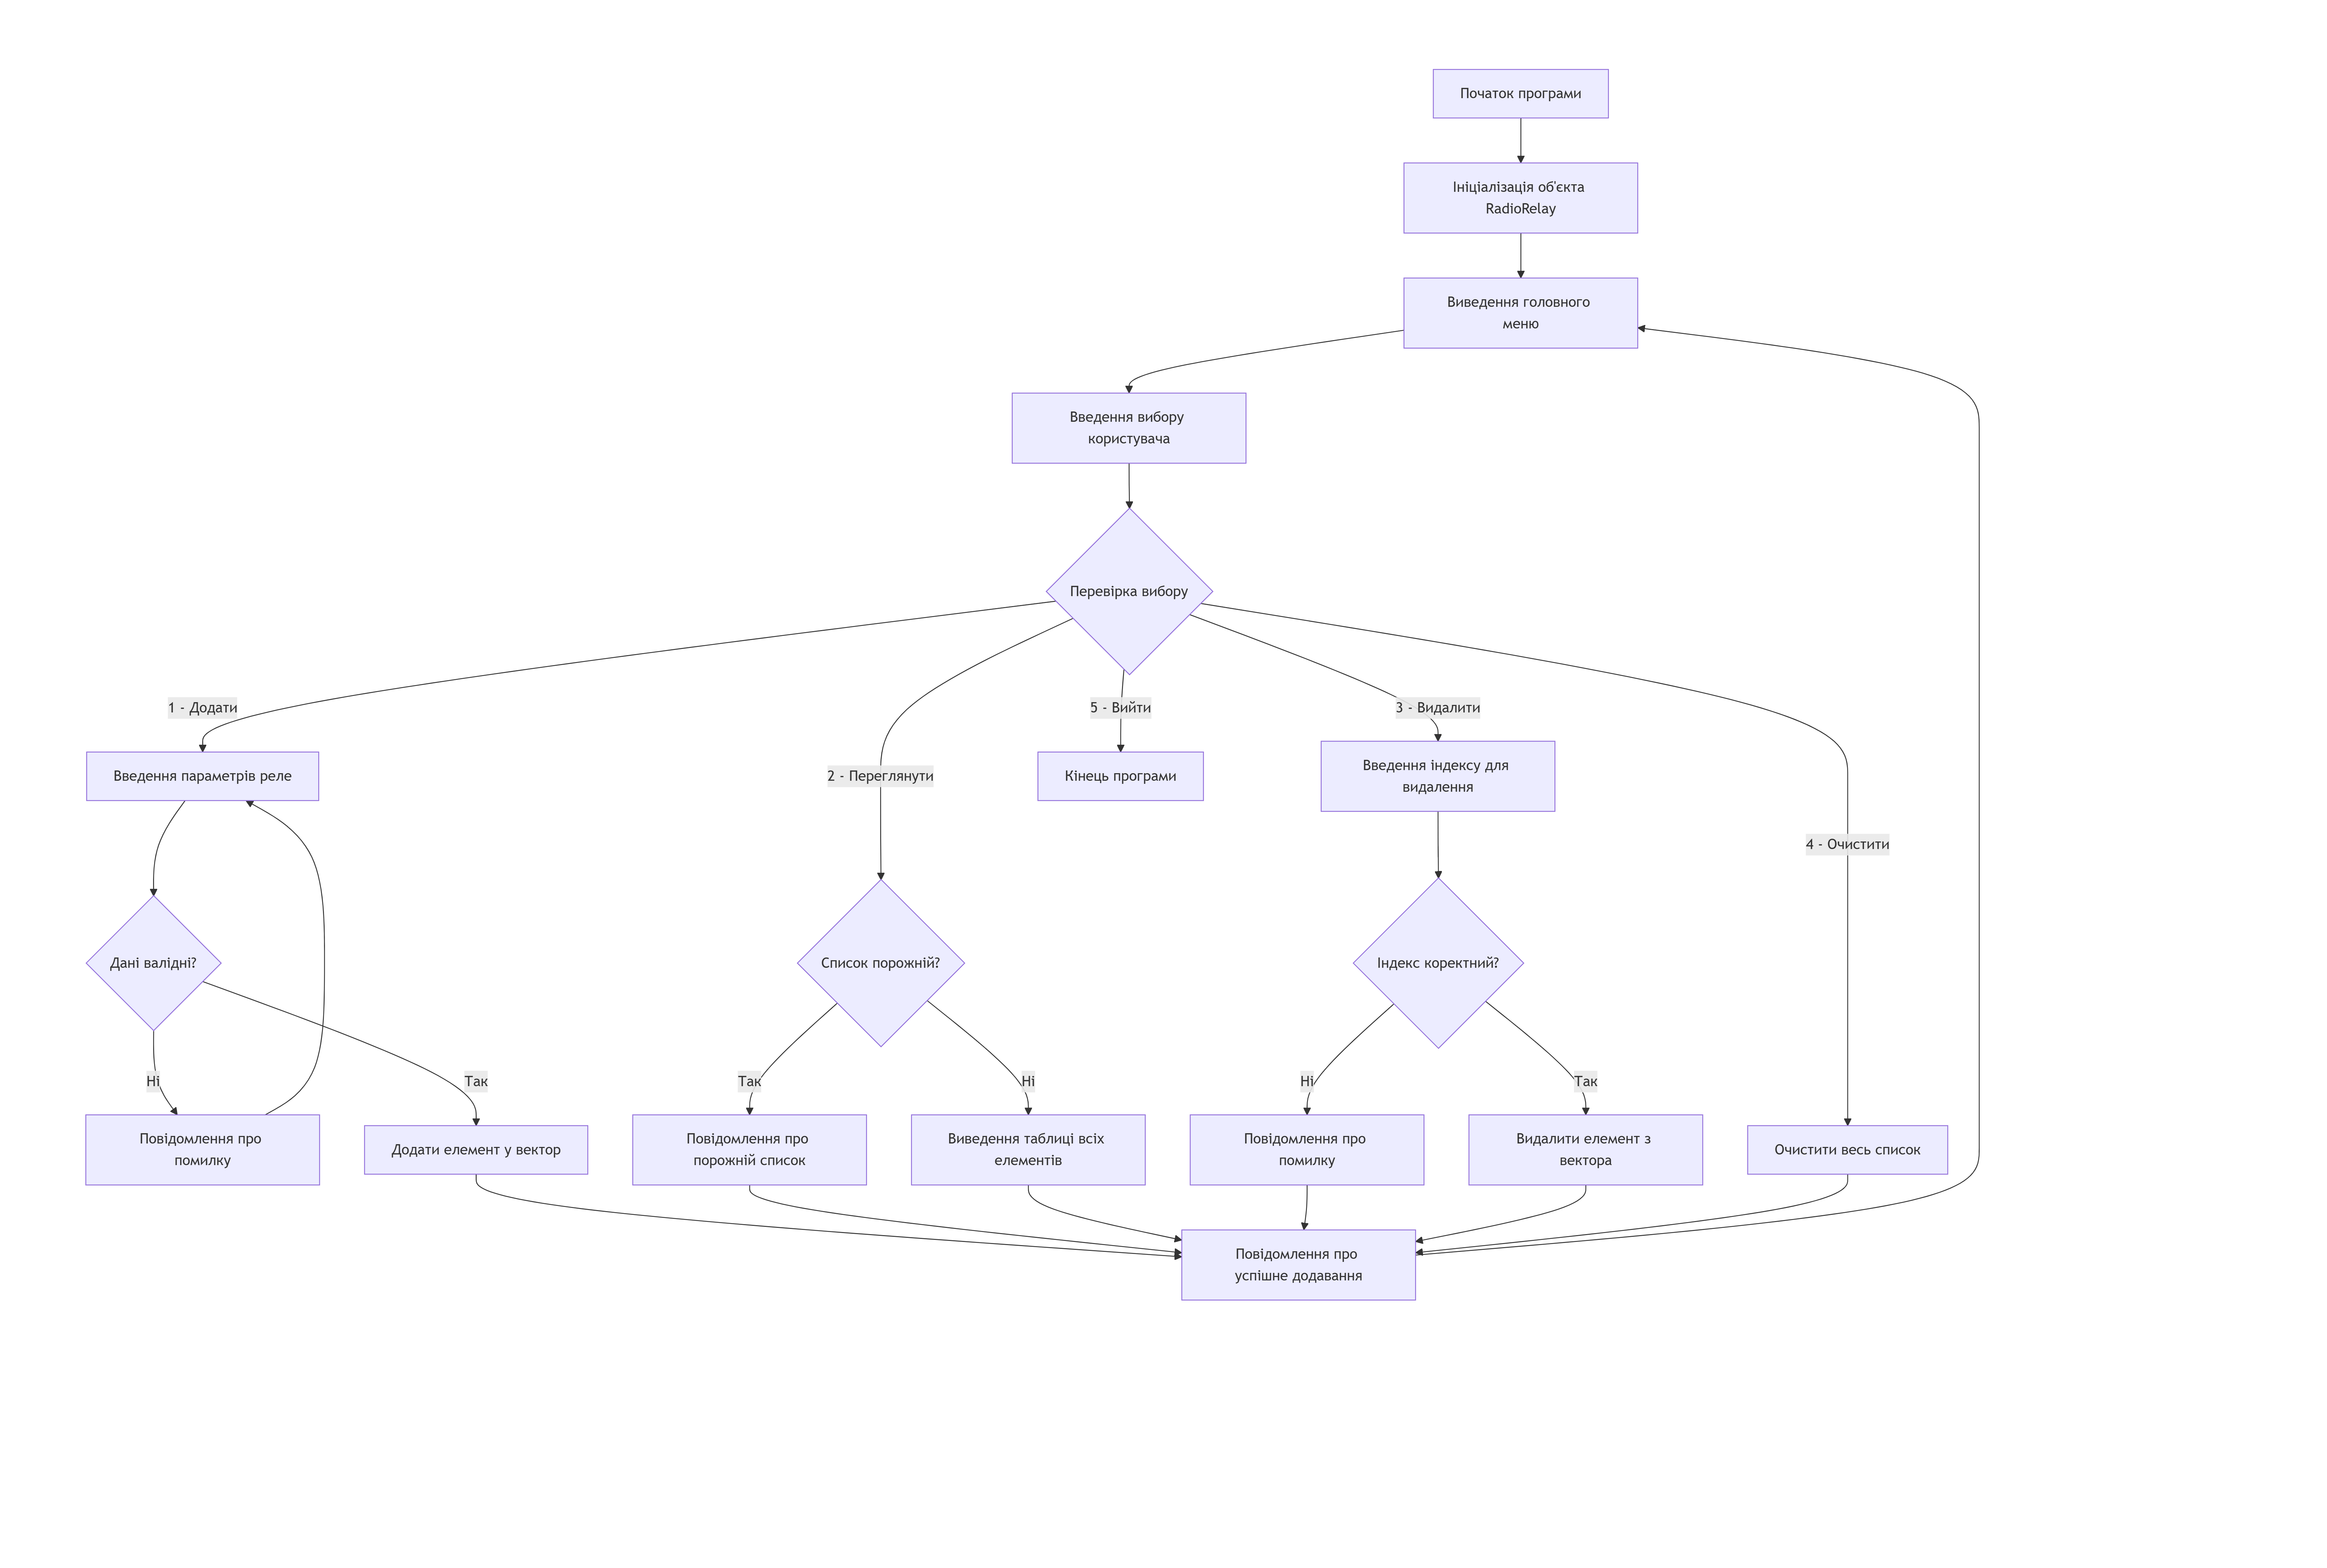 Початок програми
Ініціалізація об'єкта
RadioRelay
Виведення головного
меню
Введення вибору
користувача
Перевірка вибору
1 - Додати
5 - Вийти
3 - Видалити
Введення параметрів реле
2 - Переглянути
Кінець програми
Введення індексу для
видалення
4 - Очистити
Дані валідні?
Список порожній?
Індекс коректний?
Ні
Так
Так
Ні
Ні
Так
Повідомлення про
помилку
Додати елемент у вектор
Повідомлення про
порожній список
Виведення таблиці всіх
елементів
Повідомлення про
помилку
Видалити елемент з
вектора
Очистити весь список
Повідомлення про
успішне додавання